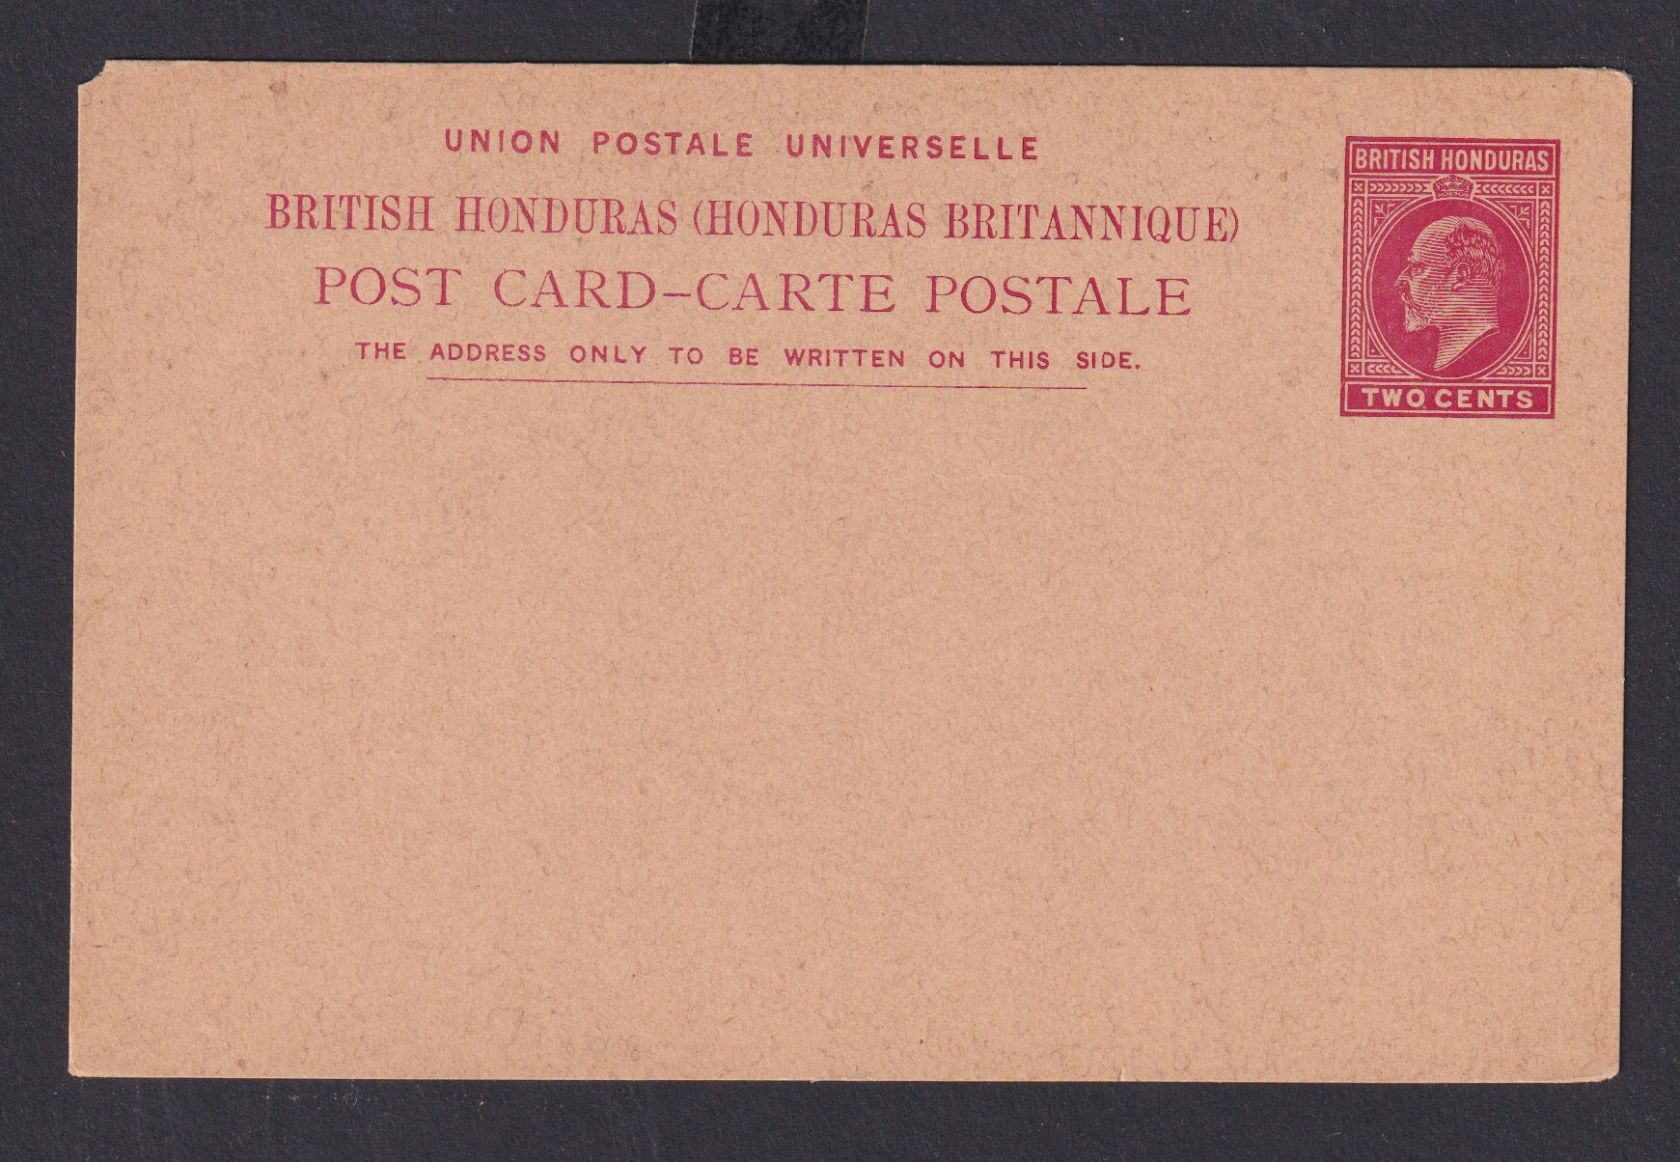 UNION POSTALE UNIVERSELLE
BRITISH HONDURAS (HONDURAS BRITANNIQUE)
POST CARD–CARTE POSTALE
THE ADDRESS ONLY TO BE WRITTEN ON THIS SIDE.
BRITISH HONDURAS
TWO CENTS